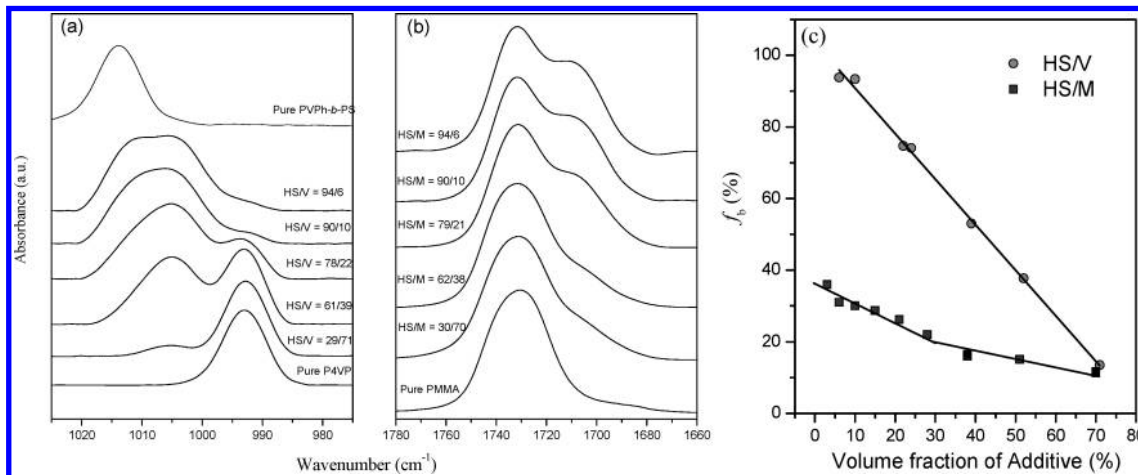 (a)
Absorbance (a.u.)
Pure PVPh-b-PS
HS/V = 94/6
HS/V = 90/10
HS/V = 78/22
HS/V = 61/39
HS/V = 29/71
Pure P4VP
1020 1010 1000 990 980
(b)
HS/M = 94/6
HS/M = 90/10
HS/M = 79/21
HS/M = 62/38
HS/M = 30/70
Pure PMMA
1780 1760 1740 1720 1700 1680 1660
Wavenumber (cm⁻¹)
(c)
HS/V
HS/M
fb (%)
100
80
60
40
20
0
0 10 20 30 40 50 60 70 80
Volume fraction of Additive (%)